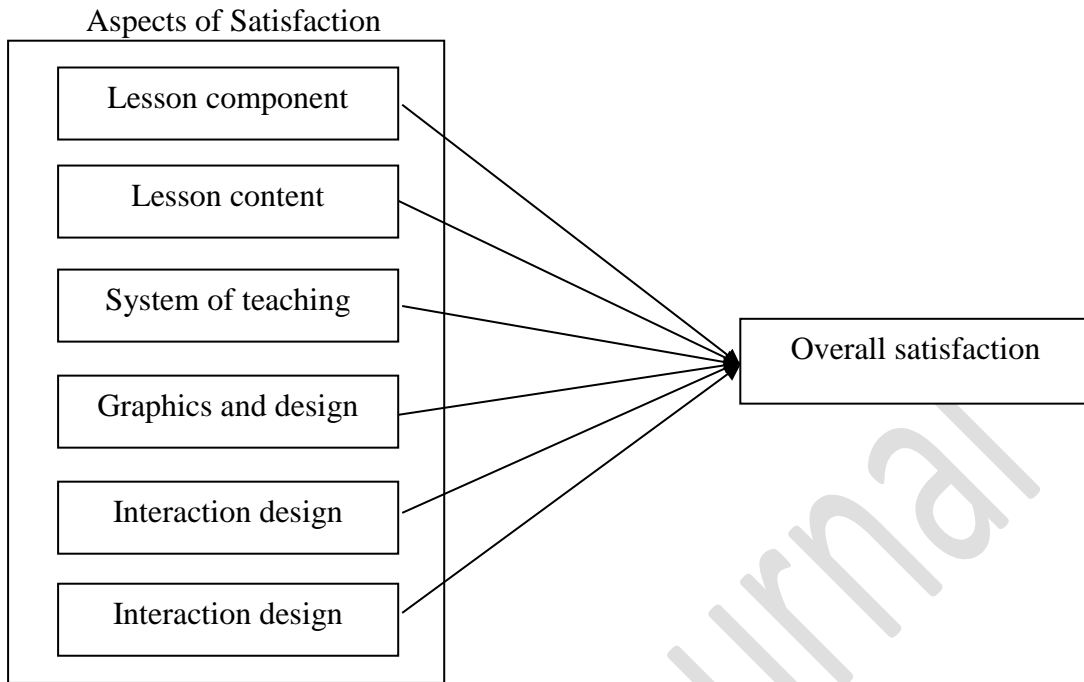 Aspects of Satisfaction
Lesson component
Lesson content
System of teaching
Overall satisfaction
Graphics and design
Interaction design
Interaction design